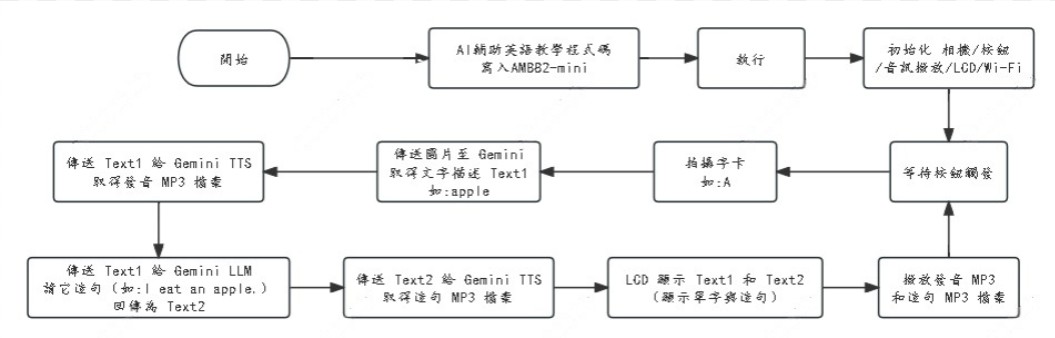 開始
AI輔助英語教學程式碼
寫入AMB82-mini
執行
初始化 相機/按鈕
/音訊撥放/LCD/Wi-Fi
傳送 Text1 給 Gemini TTS
取得發音 MP3 檔案
傳送圖片至 Gemini
取得文字描述 Text1
如:apple
拍攝字卡
如:A
等待按鈕觸發
傳送 Text1 給 Gemini LLM
請它造句 (如:I eat an apple.)
回傳為 Text2
傳送 Text2 給 Gemini TTS
取得造句 MP3 檔案
LCD 顯示 Text1 和 Text2
(顯示單字與造句)
撥放發音 MP3
和造句 MP3 檔案